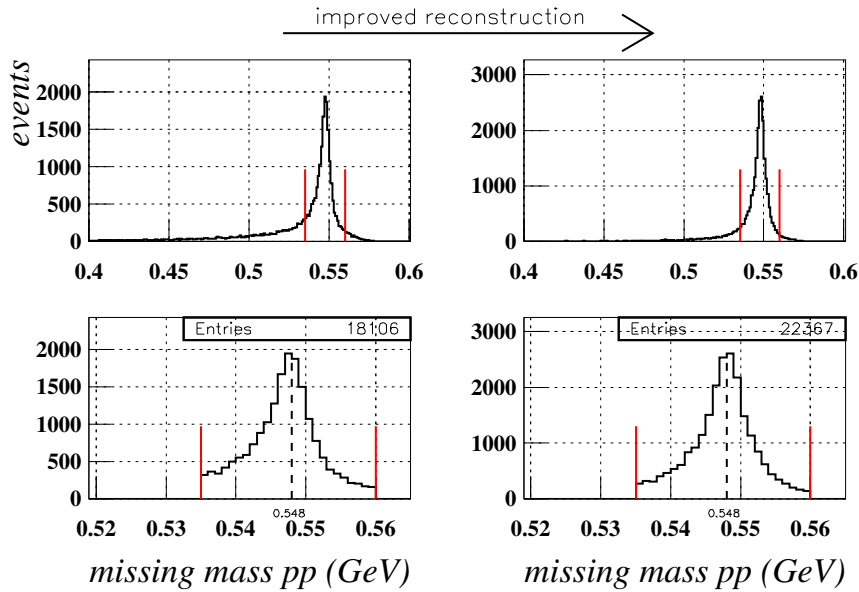 improved reconstruction
events
2000
1500
1000
500
0
0.4 0.45 0.5 0.55 0.6
3000
2000
1000
0
0.4 0.45 0.5 0.55 0.6
Entries 18106
2000
1500
1000
500
0
0.52 0.53 0.54 0.55 0.56
0.548
missing mass pp (GeV)
Entries 22367
3000
2000
1000
0
0.52 0.53 0.54 0.55 0.56
0.548
missing mass pp (GeV)